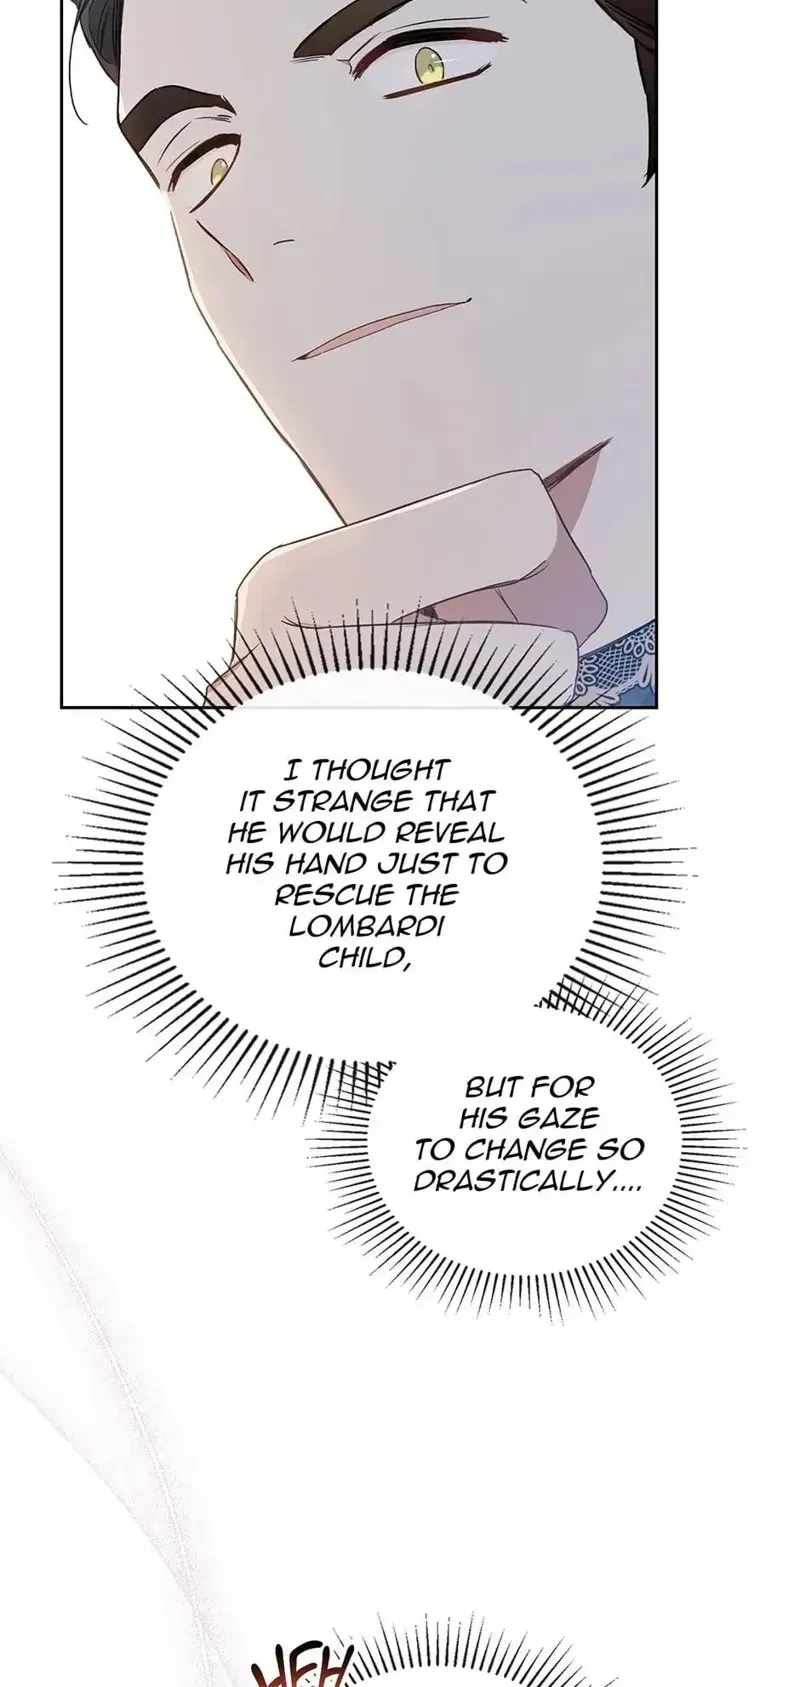 I THOUGHT
IT STRANGE THAT
HE WOULD REVEAL
HIS HAND JUST TO
RESCUE THE
LOMBARDI
CHILD,
BUT FOR
HIS GAZE
TO CHANGE SO
DRASTICALLY....
HEH